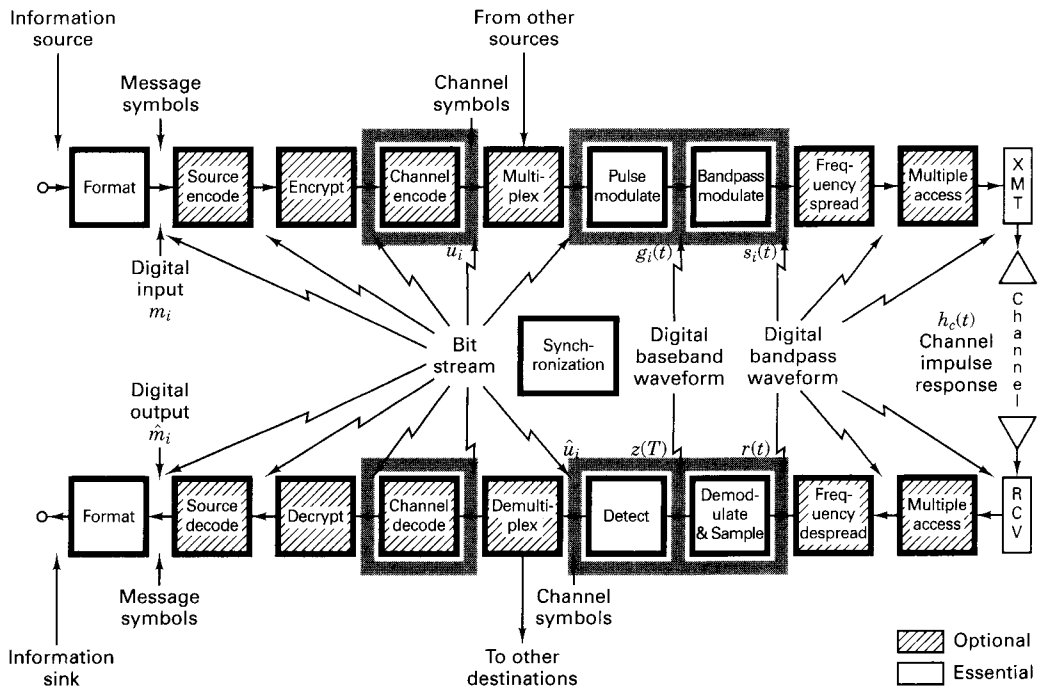 Information
source
From other
sources
Message
symbols
Channel
symbols
Format
Source
encode
Encrypt
Channel
encode
Multi-
plex
Pulse
modulate
Bandpass
modulate
Freq-
uency
spread
Multiple
access
X
M
T
u_i
g_i(t)
s_i(t)
Digital
input
m_i
Bit
stream
Synch-
ronization
Digital
baseband
waveform
Digital
bandpass
waveform
h_c(t)
Channel
impulse
response
C
h
a
n
n
e
l
Digital
output
m̂_i
û_i
z(T)
r(t)
Format
Source
decode
Decrypt
Channel
decode
Demulti-
plex
Detect
Demod-
ulate
& Sample
Freq-
uency
despread
Multiple
access
R
C
V
Message
symbols
Channel
symbols
Information
sink
To other
destinations
Optional
Essential